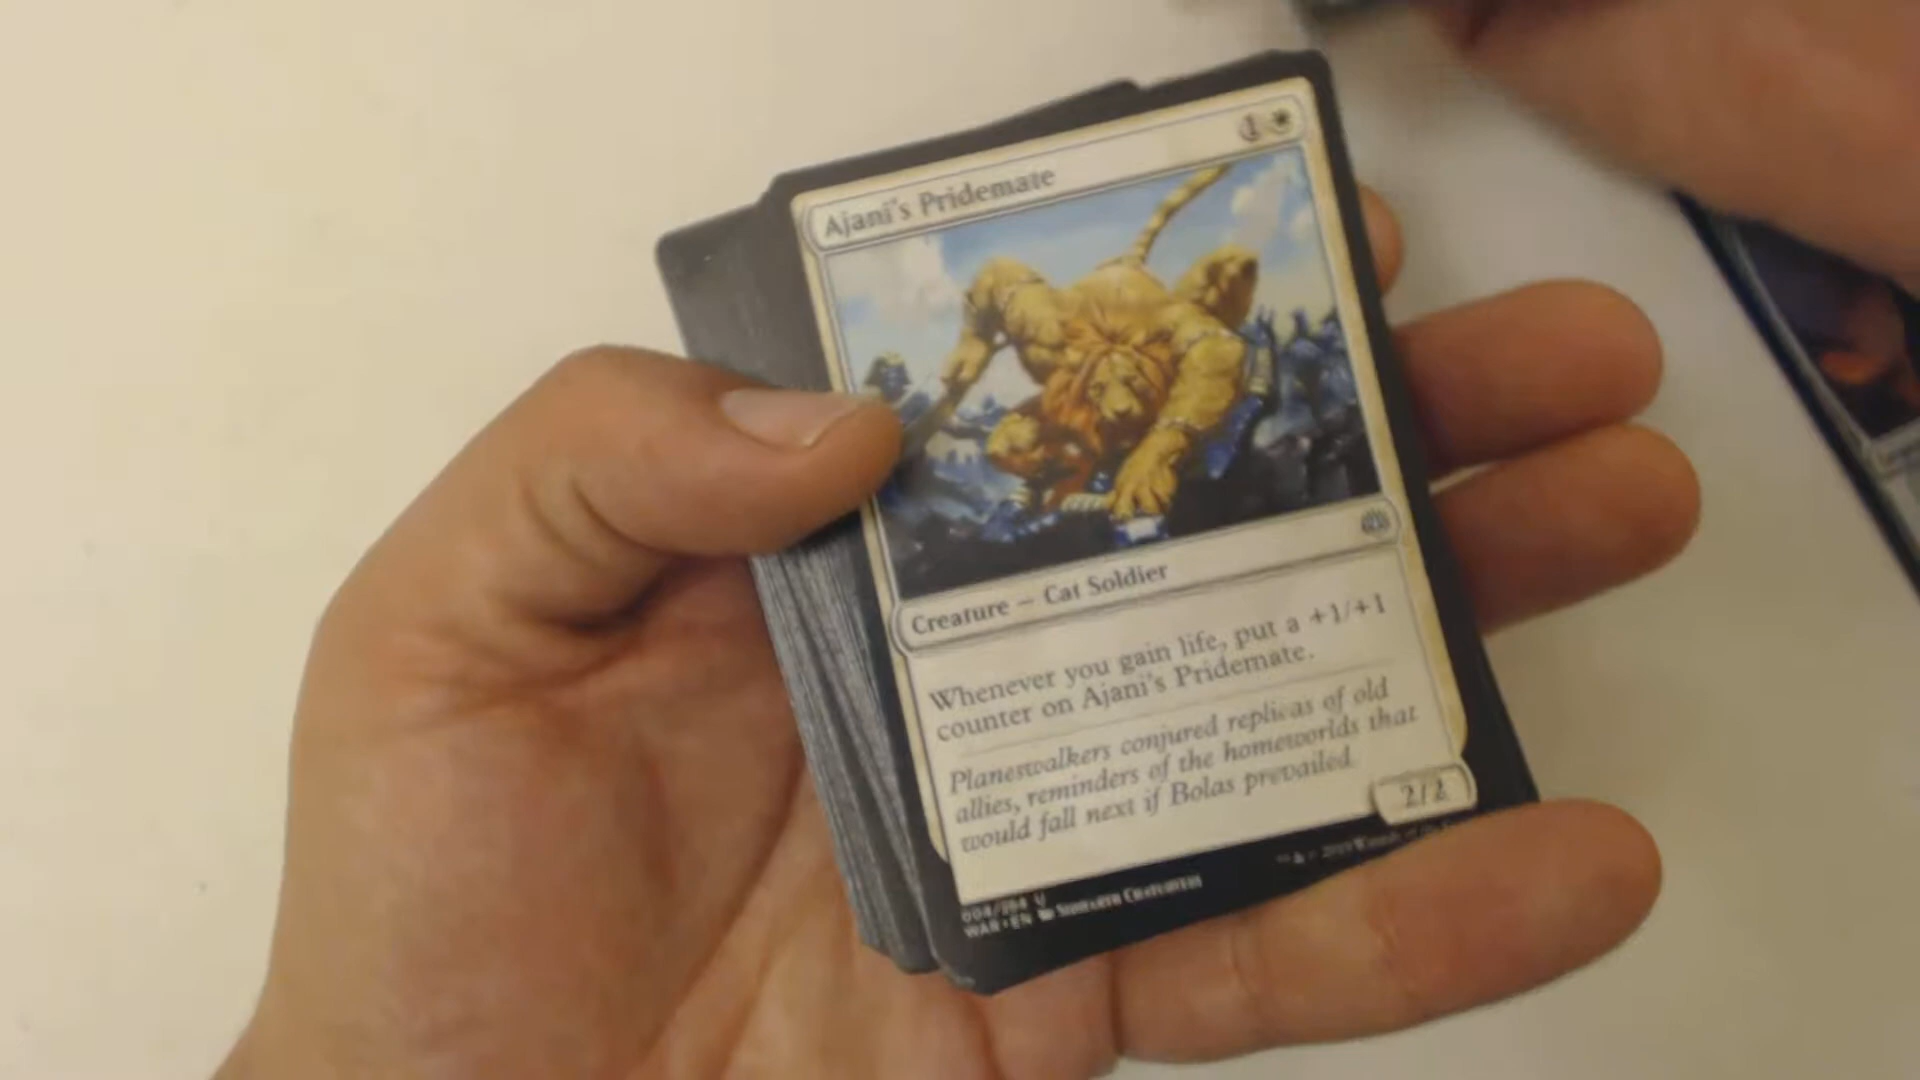 Ajani's Pridemate
1
Creature — Cat Soldier
Whenever you gain life, put a +1/+1
counter on Ajani's Pridemate.
Planeswalkers conjured replicas of old
allies, reminders of the homeworlds that
would fall next if Bolas prevailed.
2/2
004/264 U
WAR • EN